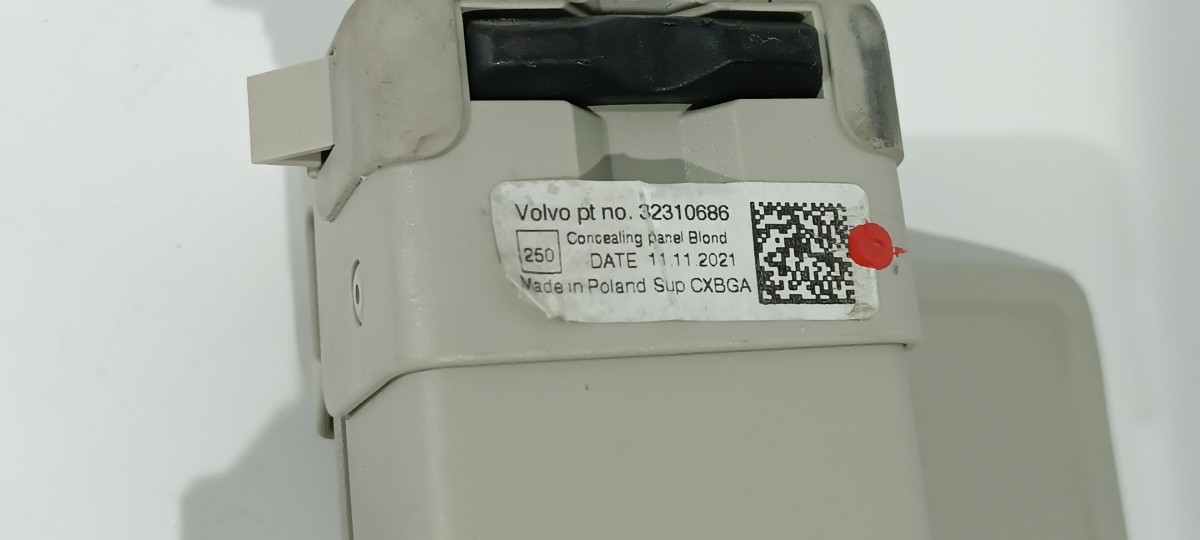 Volvo pt no. 32310686
250
Concealing panel Blond
DATE 11.11.2021
Made in Poland Sup CXBGA